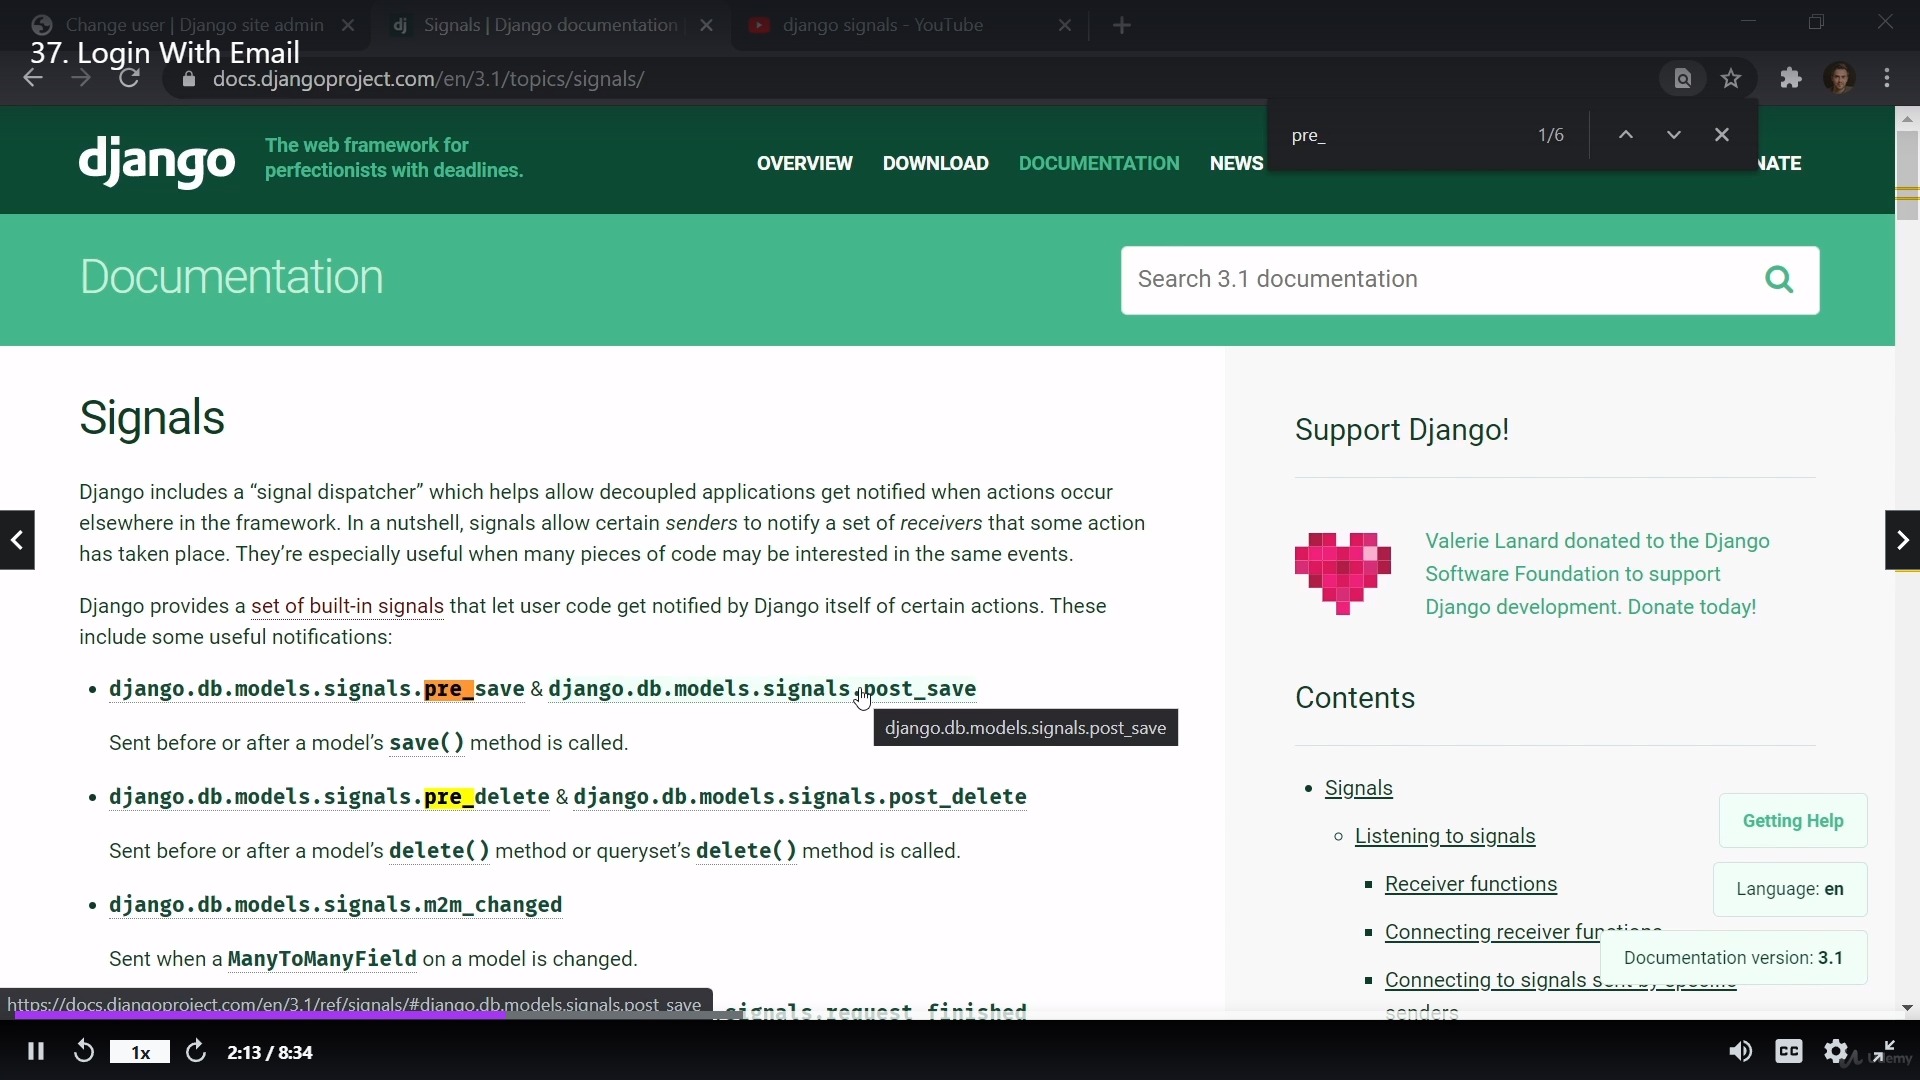 Change user | Django site admin
Signals | Django documentation
django signals - YouTube
37. Login With Email
docs.djangoproject.com/en/3.1/topics/signals/
pre_
1/6
django
The web framework for
perfectionists with deadlines.
OVERVIEW DOWNLOAD DOCUMENTATION NEWS
Documentation
Search 3.1 documentation
Signals
Django includes a “signal dispatcher” which helps allow decoupled applications get notified when actions occur
elsewhere in the framework. In a nutshell, signals allow certain senders to notify a set of receivers that some action
has taken place. They’re especially useful when many pieces of code may be interested in the same events.
Django provides a set of built-in signals that let user code get notified by Django itself of certain actions. These
include some useful notifications:
django.db.models.signals.pre_save & django.db.models.signals.post_save
django.db.models.signals.post_save
Sent before or after a model’s save() method is called.
django.db.models.signals.pre_delete & django.db.models.signals.post_delete
Sent before or after a model’s delete() method or queryset’s delete() method is called.
django.db.models.signals.m2m_changed
Sent when a ManyToManyField on a model is changed.
signals.request_finished
https://docs.djangoproject.com/en/3.1/ref/signals/#django.db.models.signals.post_save
Support Django!
Valerie Lanard donated to the Django
Software Foundation to support
Django development. Donate today!
Contents
Signals
Listening to signals
Receiver functions
Connecting receiver functions
Connecting to signals sent by specific
senders
Getting Help
Language: en
Documentation version: 3.1
1x
2:13 / 8:34
CC
Udemy